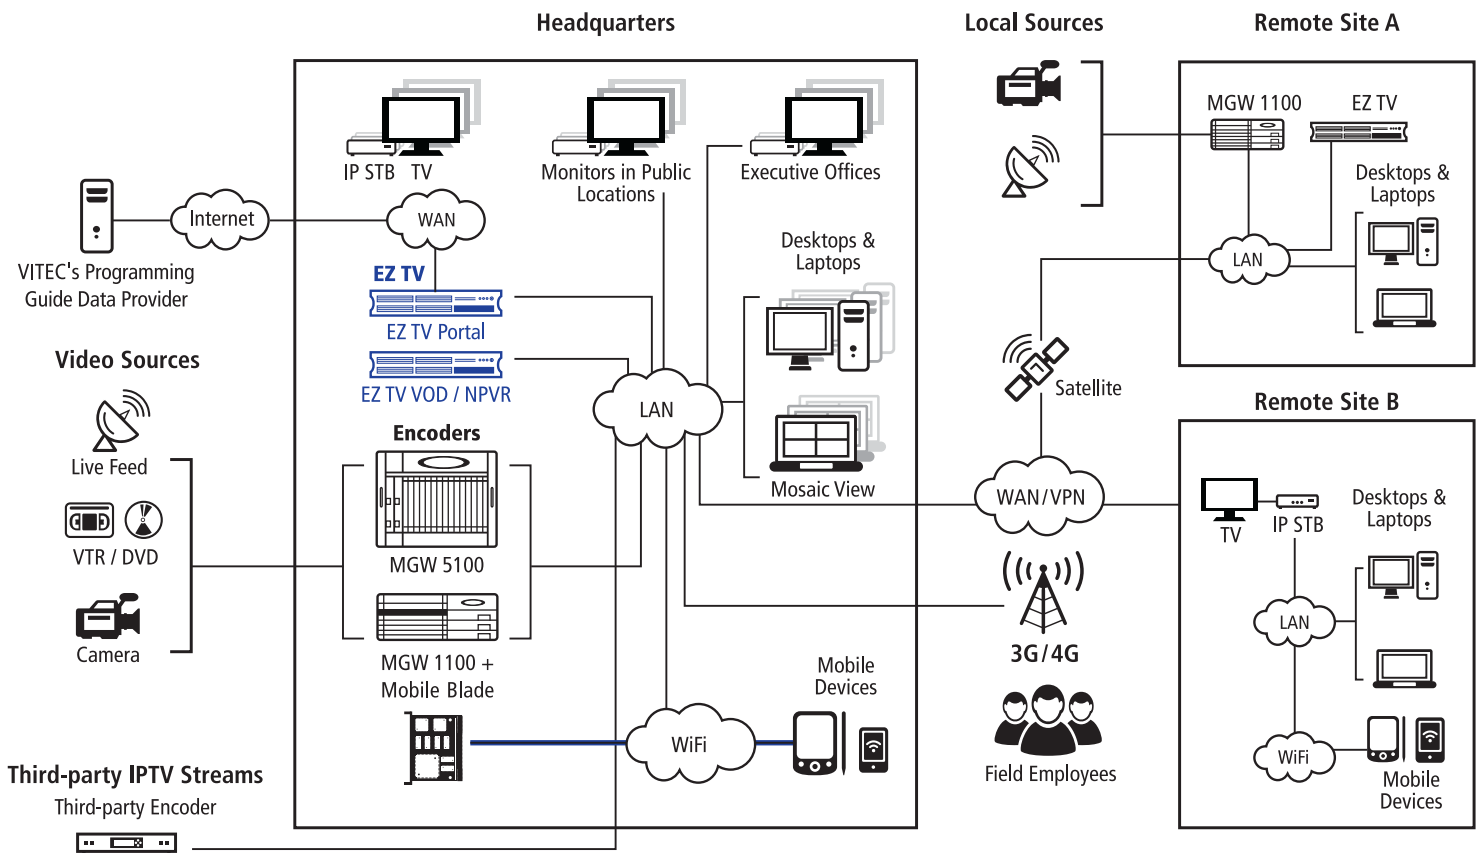 Headquarters
Local Sources
Remote Site A
IP STB TV
Monitors in Public
Locations
Executive Offices
MGW 1100
EZ TV
Desktops &
Laptops
LAN
Internet
WAN
VITEC's Programming
Guide Data Provider
EZ TV
EZ TV Portal
EZ TV VOD / NPVR
Desktops &
Laptops
Mosaic View
LAN
Video Sources
Live Feed
VTR / DVD
Camera
Encoders
MGW 5100
MGW 1100 +
Mobile Blade
WiFi
Mobile
Devices
Third-party IPTV Streams
Third-party Encoder
Satellite
WAN/VPN
3G/4G
Field Employees
Remote Site B
TV
IP STB
Desktops &
Laptops
LAN
WiFi
Mobile
Devices